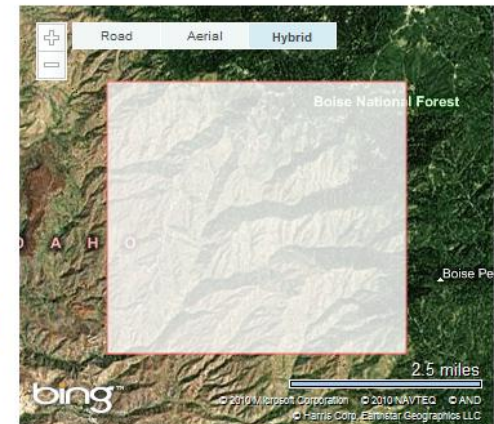 Road Aerial Hybrid
Boise National Forest
D A H O
Boise Pe
2.5 miles
bing™
© 2010 Microsoft Corporation © 2010 NAVTEQ © AND
© Harris Corp, Earthstar Geographics LLC